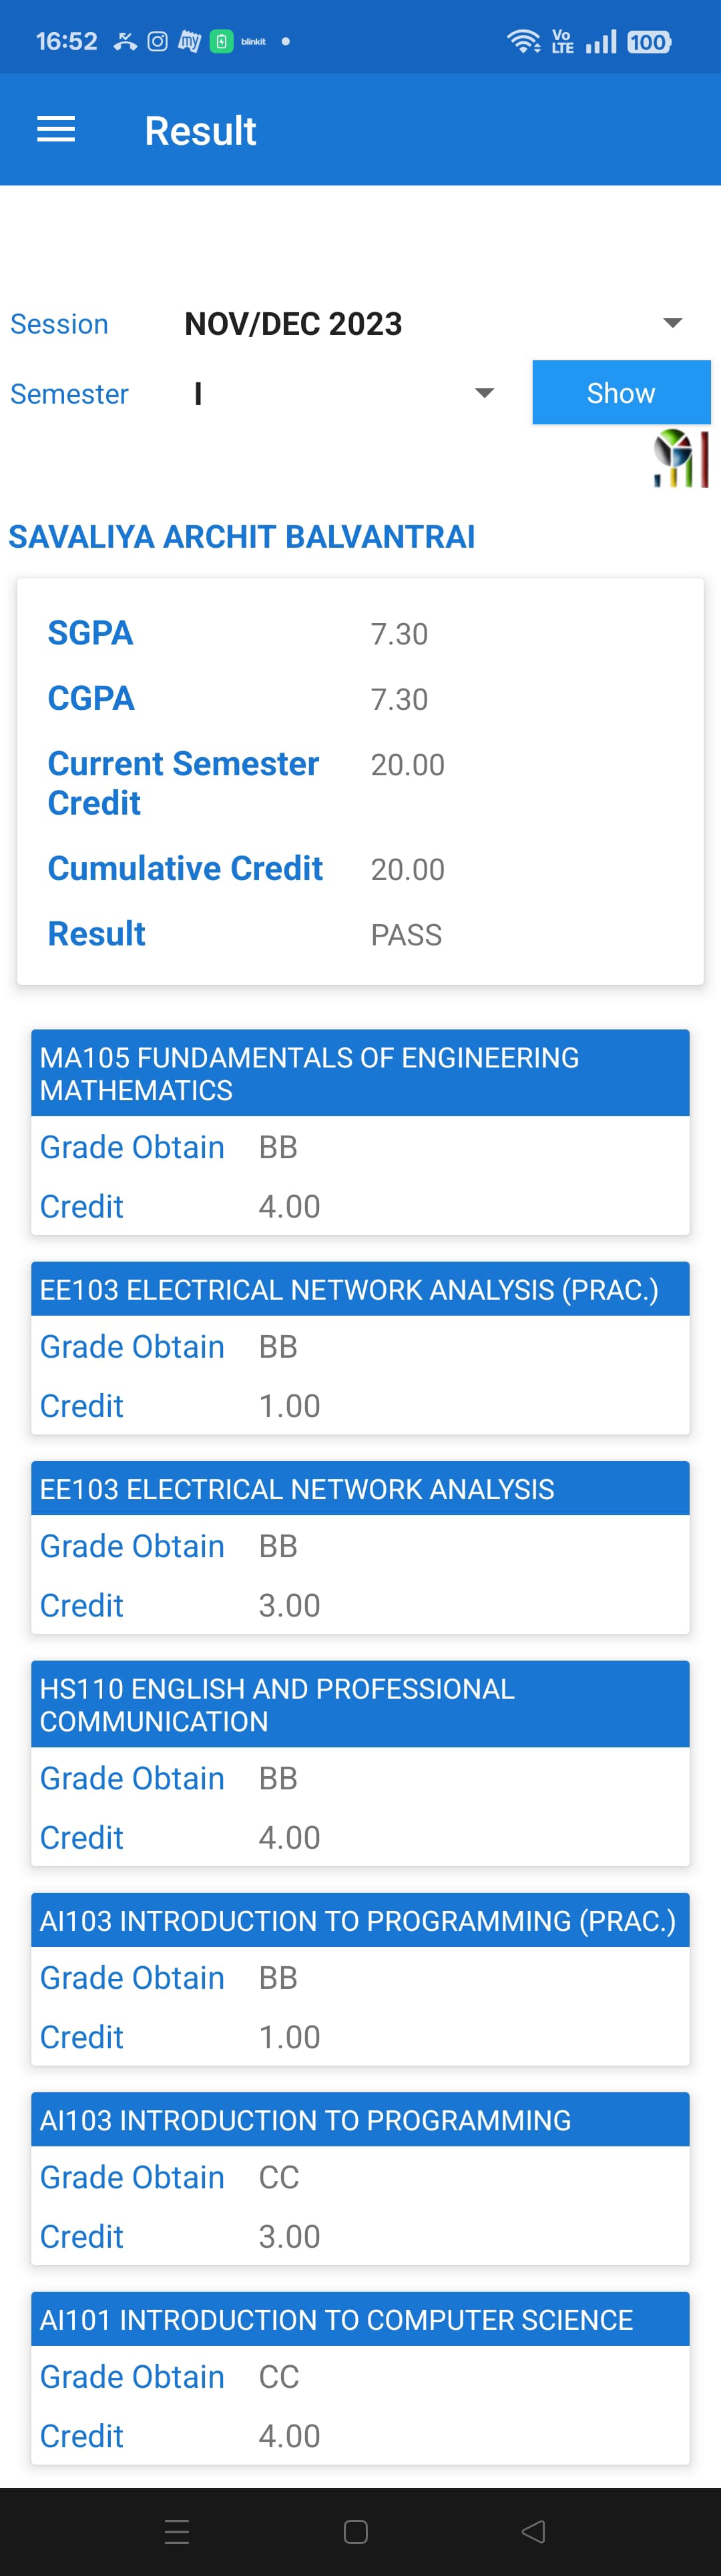 16:52 my blinkit Vo LTE 100
Result
Session NOV/DEC 2023
Semester I Show
SAVALIYA ARCHIT BALVANTRAI
SGPA 7.30
CGPA 7.30
Current Semester 20.00
Credit
Cumulative Credit 20.00
Result PASS
MA105 FUNDAMENTALS OF ENGINEERING
MATHEMATICS
Grade Obtain BB
Credit 4.00
EE103 ELECTRICAL NETWORK ANALYSIS (PRAC.)
Grade Obtain BB
Credit 1.00
EE103 ELECTRICAL NETWORK ANALYSIS
Grade Obtain BB
Credit 3.00
HS110 ENGLISH AND PROFESSIONAL
COMMUNICATION
Grade Obtain BB
Credit 4.00
AI103 INTRODUCTION TO PROGRAMMING (PRAC.)
Grade Obtain BB
Credit 1.00
AI103 INTRODUCTION TO PROGRAMMING
Grade Obtain CC
Credit 3.00
AI101 INTRODUCTION TO COMPUTER SCIENCE
Grade Obtain CC
Credit 4.00